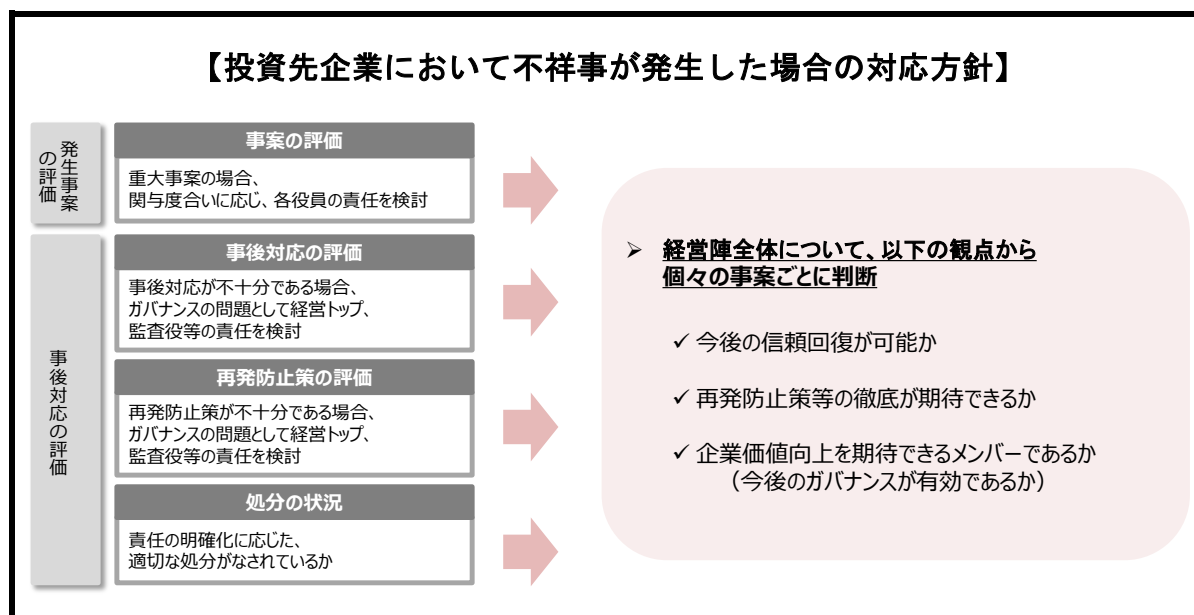 【投資先企業において不祥事が発生した場合の対応方針】
発生事案
の評価
事案の評価
重大事案の場合、
関与度合いに応じ、各役員の責任を検討
事後対応の評価
事後対応の評価
事後対応が不十分である場合、
ガバナンスの問題として経営トップ、
監査役等の責任を検討
再発防止策の評価
再発防止策が不十分である場合、
ガバナンスの問題として経営トップ、
監査役等の責任を検討
処分の状況
責任の明確化に応じた、
適切な処分がなされているか
➢ 経営陣全体について、以下の観点から
個々の事案ごとに判断
✓ 今後の信頼回復が可能か
✓ 再発防止策等の徹底が期待できるか
✓ 企業価値向上を期待できるメンバーであるか
（今後のガバナンスが有効であるか）